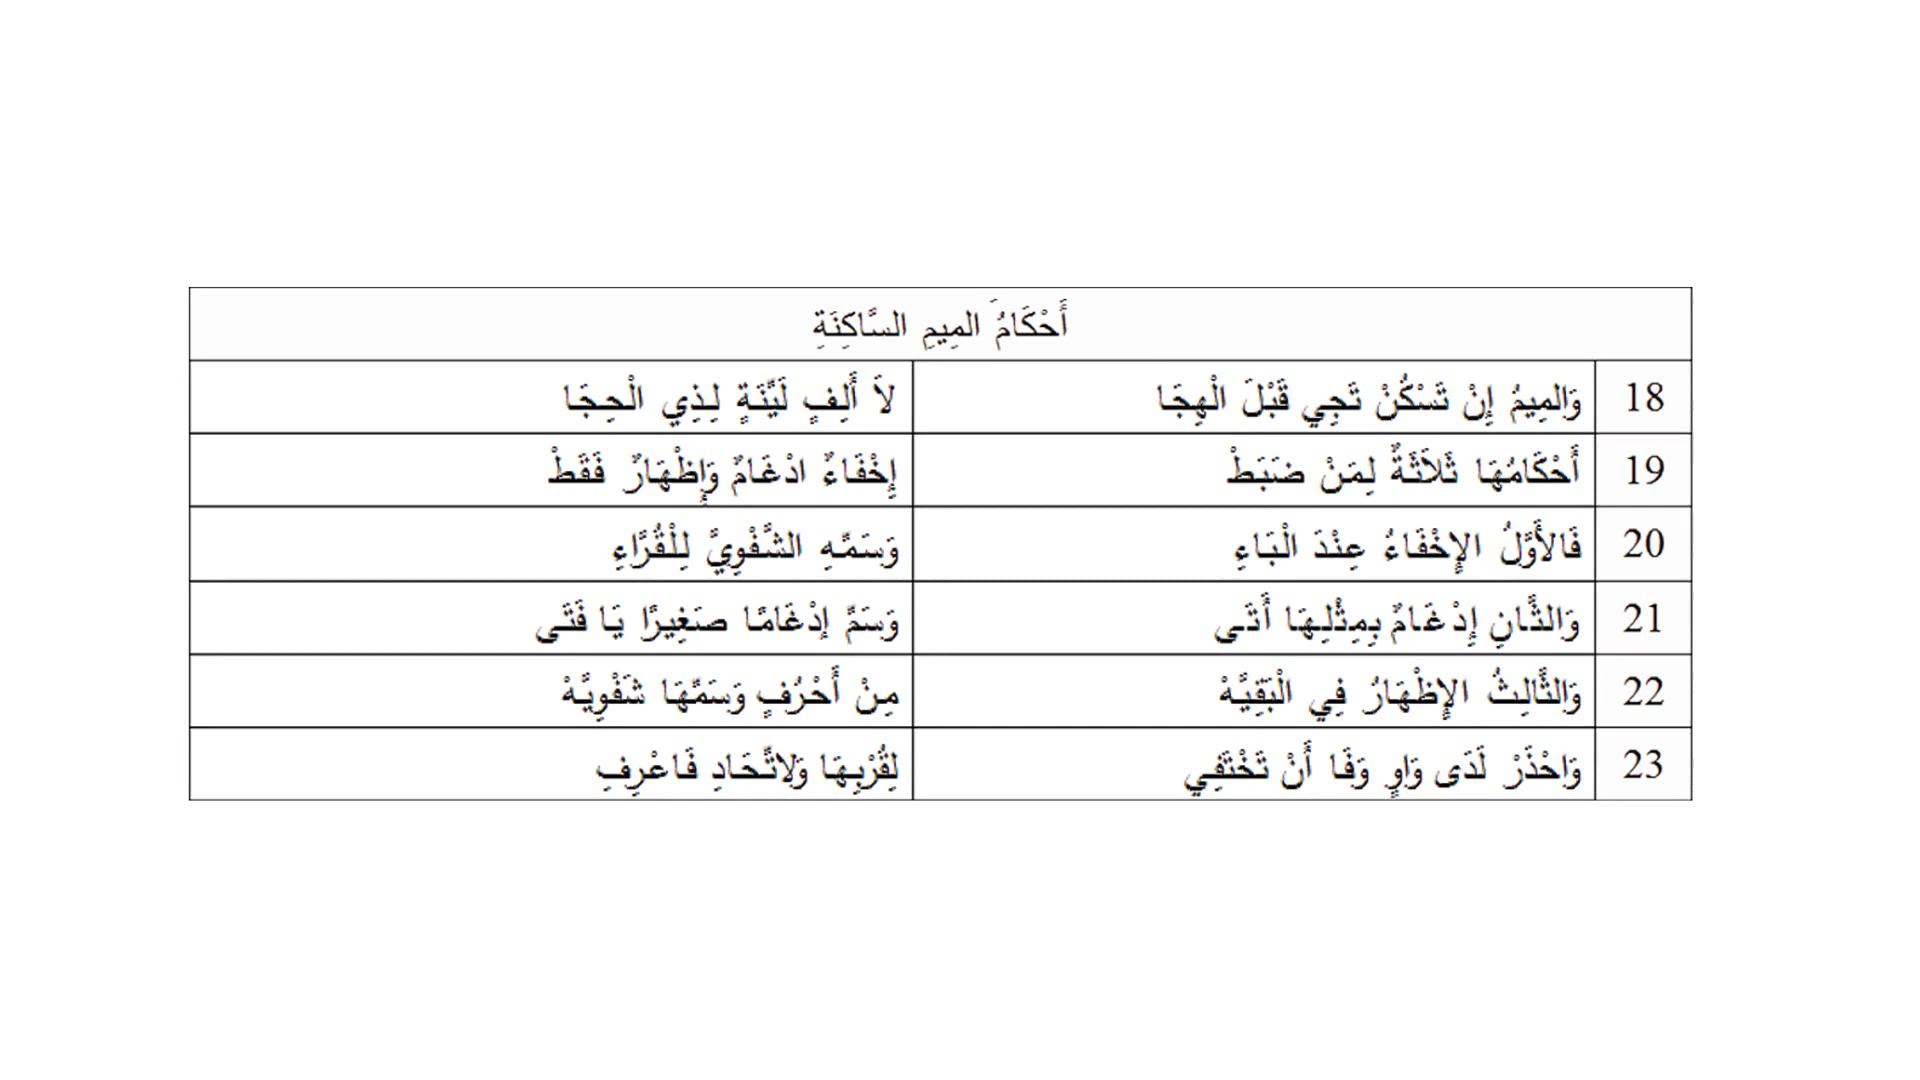 أَحْكَامُ المِيمِ السَّاكِنَةِ
18 وَالمِيمُ إِنْ تَسْكُنْ تَجِي قَبْلَ الْهِجَا لاَ أَلِفٍ لَيِّنَةٍ لِذِي الْحِجَا
19 أَحْكَامُهَا ثَلاَثَةٌ لِمَنْ ضَبَطْ إِخْفَاءٌ ادْغَامٌ وَإِظْهَارٌ فَقَطْ
20 فَالأَوَّلُ الإِخْفَاءُ عِنْدَ الْبَاءِ وَسَمِّهِ الشَّفْوِيَّ لِلْقُرَّاءِ
21 وَالثَّانِ إِدْغَامٌ بِمِثْلِهَا أَتَى وَسَمِّ إِدْغَامًا صَغِيرًا يَا فَتَى
22 وَالثَّالِثُ الإِظْهَارُ فِي الْبَقِيَّهْ مِنْ أَحْرُفٍ وَسَمِّهَا شَفْوِيَّهْ
23 وَاحْذَرْ لَدَى وَاوٍ وَفَا أَنْ تَخْتَفِي لِقُرْبِهَا وَلاتِّحَادِ فَاعْرِفِ